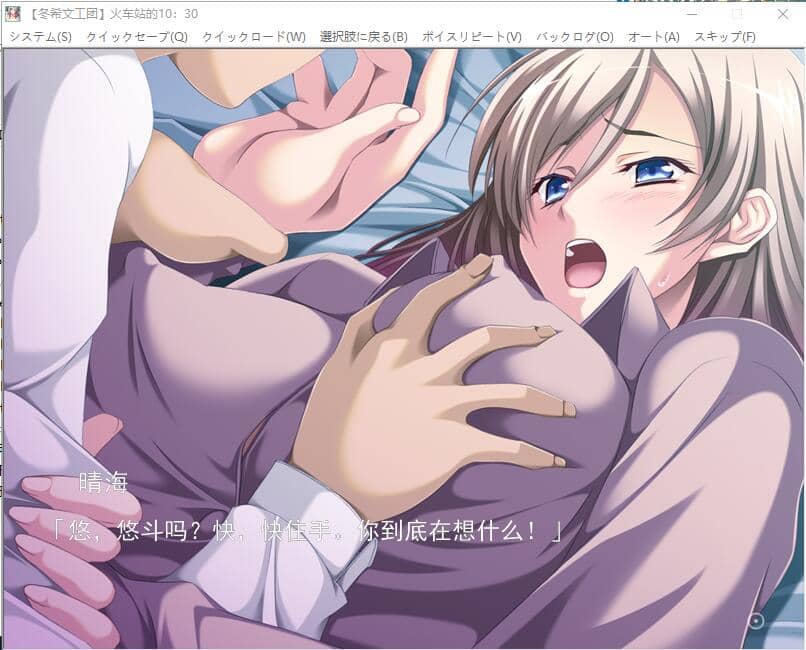 【冬希文工团】火车站的10：30
システム(S) クイックセーブ(Q) クイックロード(W) 選択肢に戻る(B) ボイスリピート(V) バックログ(O) オート(A) スキップ(F)
晴海
「悠，悠斗吗？快，快住手。你到底在想什么！」